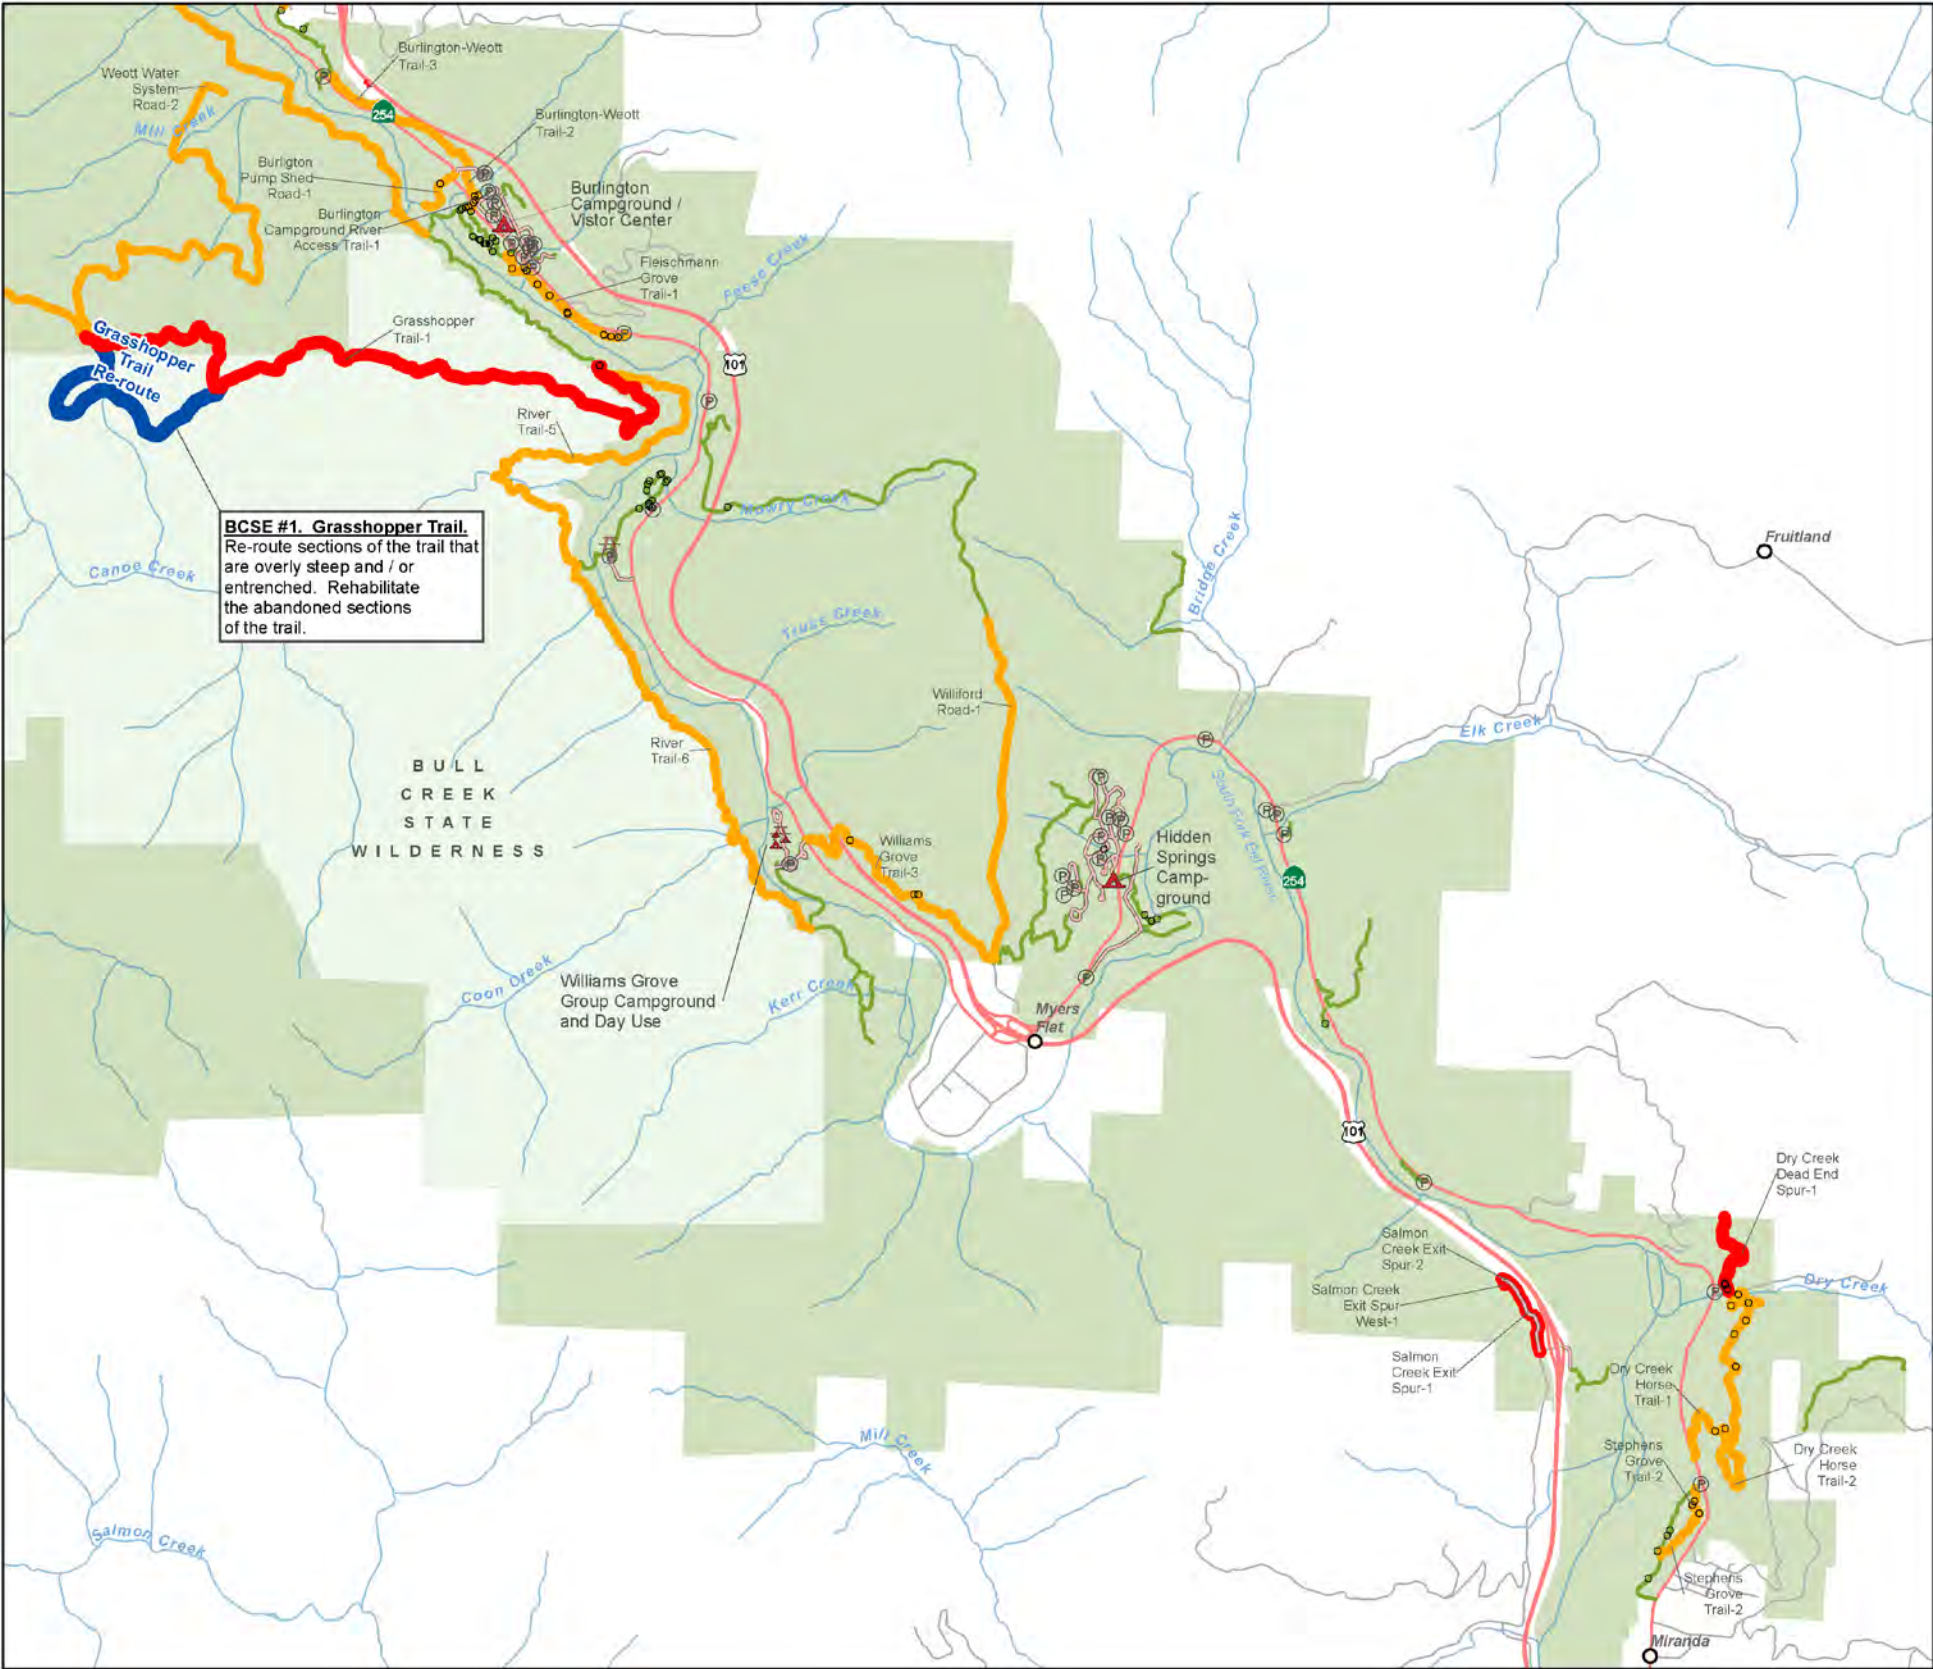 Burlington-Weott
Trail-3
Weott Water
System
Road-2
254
Mill Creek
Burlington-Weott
Trail-2
Burligton
Pump Shed
Road-1
Burlington
Campground /
Vistor Center
Burlington
Campground River
Access Trail-1
Fleischmann
Grove
Trail-1
Feese Creek
Grasshopper
Trail-1
Grasshopper
Trail
Re-route
101
River
Trail-5
Mowry Creek
BCSE #1.  Grasshopper Trail.
Re-route sections of the trail that
are overly steep and / or
entrenched.  Rehabilitate
the abandoned sections
of the trail.
Canoe Creek
Bridge Creek
Fruitland
Truss Creek
Williford
Road-1
Elk Creek
River
Trail-6
BULL
CREEK
STATE
WILDERNESS
South Fork Eel River
Williams
Grove
Trail-3
Hidden
Springs
Camp-
ground
254
Williams Grove
Group Campground
and Day Use
Coon Creek
Kerr Creek
Myers
Flat
101
Dry Creek
Dead End
Spur-1
Salmon
Creek Exit
Spur-2
Salmon Creek
Exit Spur
West-1
Dry Creek
Salmon
Creek Exit
Spur-1
Dry Creek
Horse
Trail-1
Mill Creek
Stephens
Grove
Trail-2
Dry Creek
Horse
Trail-2
Salmon Creek
Stephens
Grove
Trail-2
Miranda